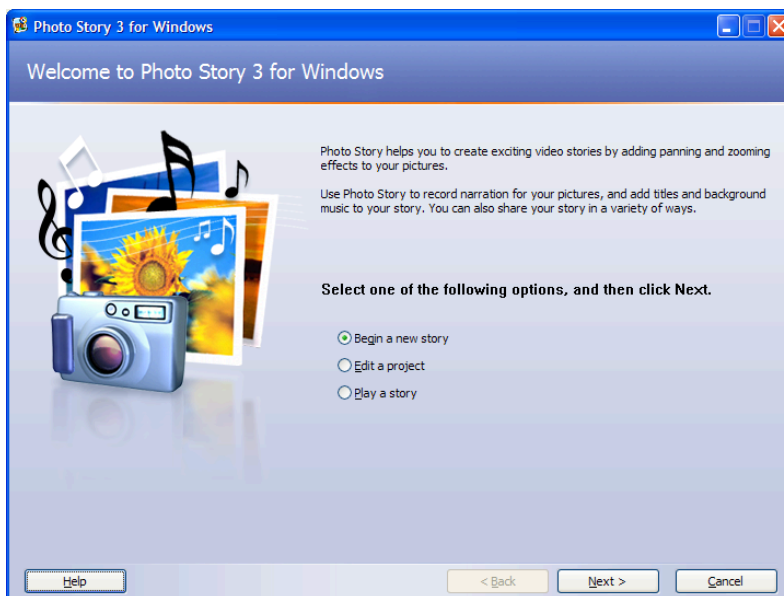 Photo Story 3 for Windows
Welcome to Photo Story 3 for Windows
Photo Story helps you to create exciting video stories by adding panning and zooming
effects to your pictures.
Use Photo Story to record narration for your pictures, and add titles and background
music to your story. You can also share your story in a variety of ways.
Select one of the following options, and then click Next.
Begin a new story
Edit a project
Play a story
Help
< Back
Next >
Cancel